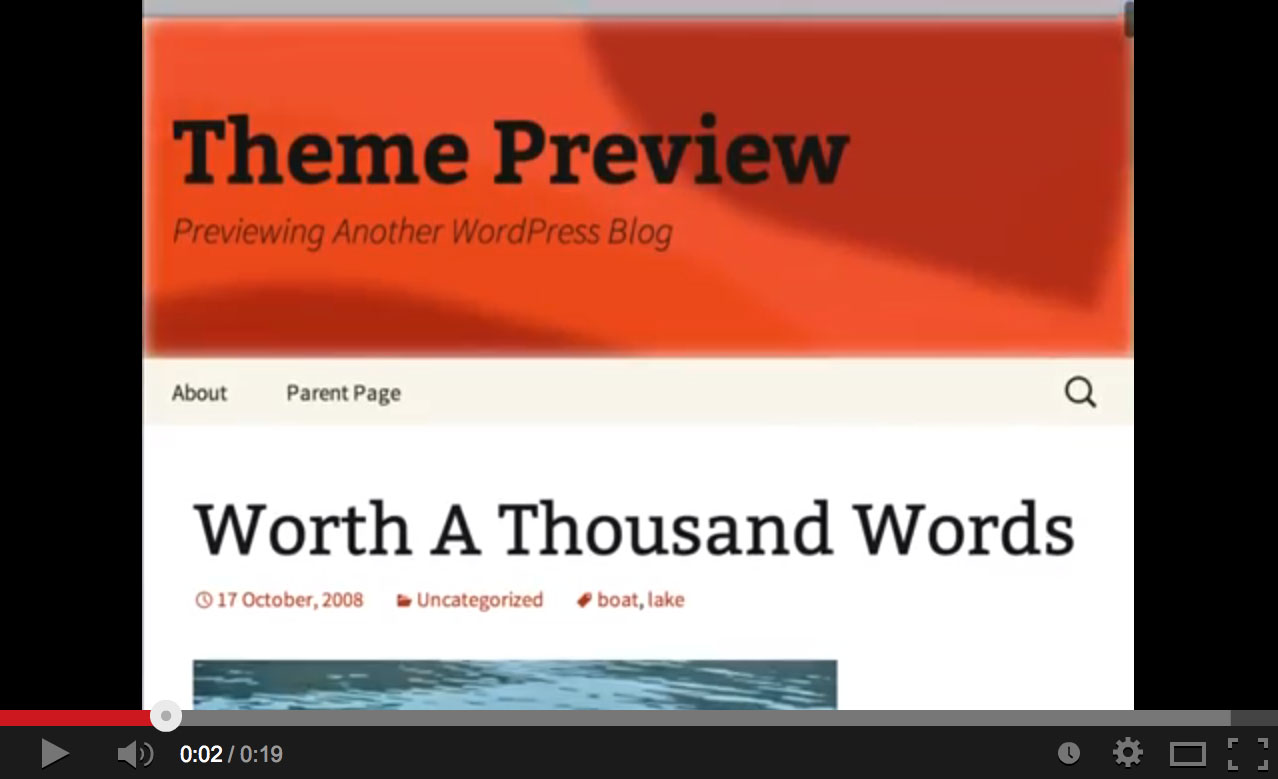 Theme Preview
Previewing Another WordPress Blog
About Parent Page
Worth A Thousand Words
17 October, 2008 Uncategorized boat, lake
0:02 / 0:19